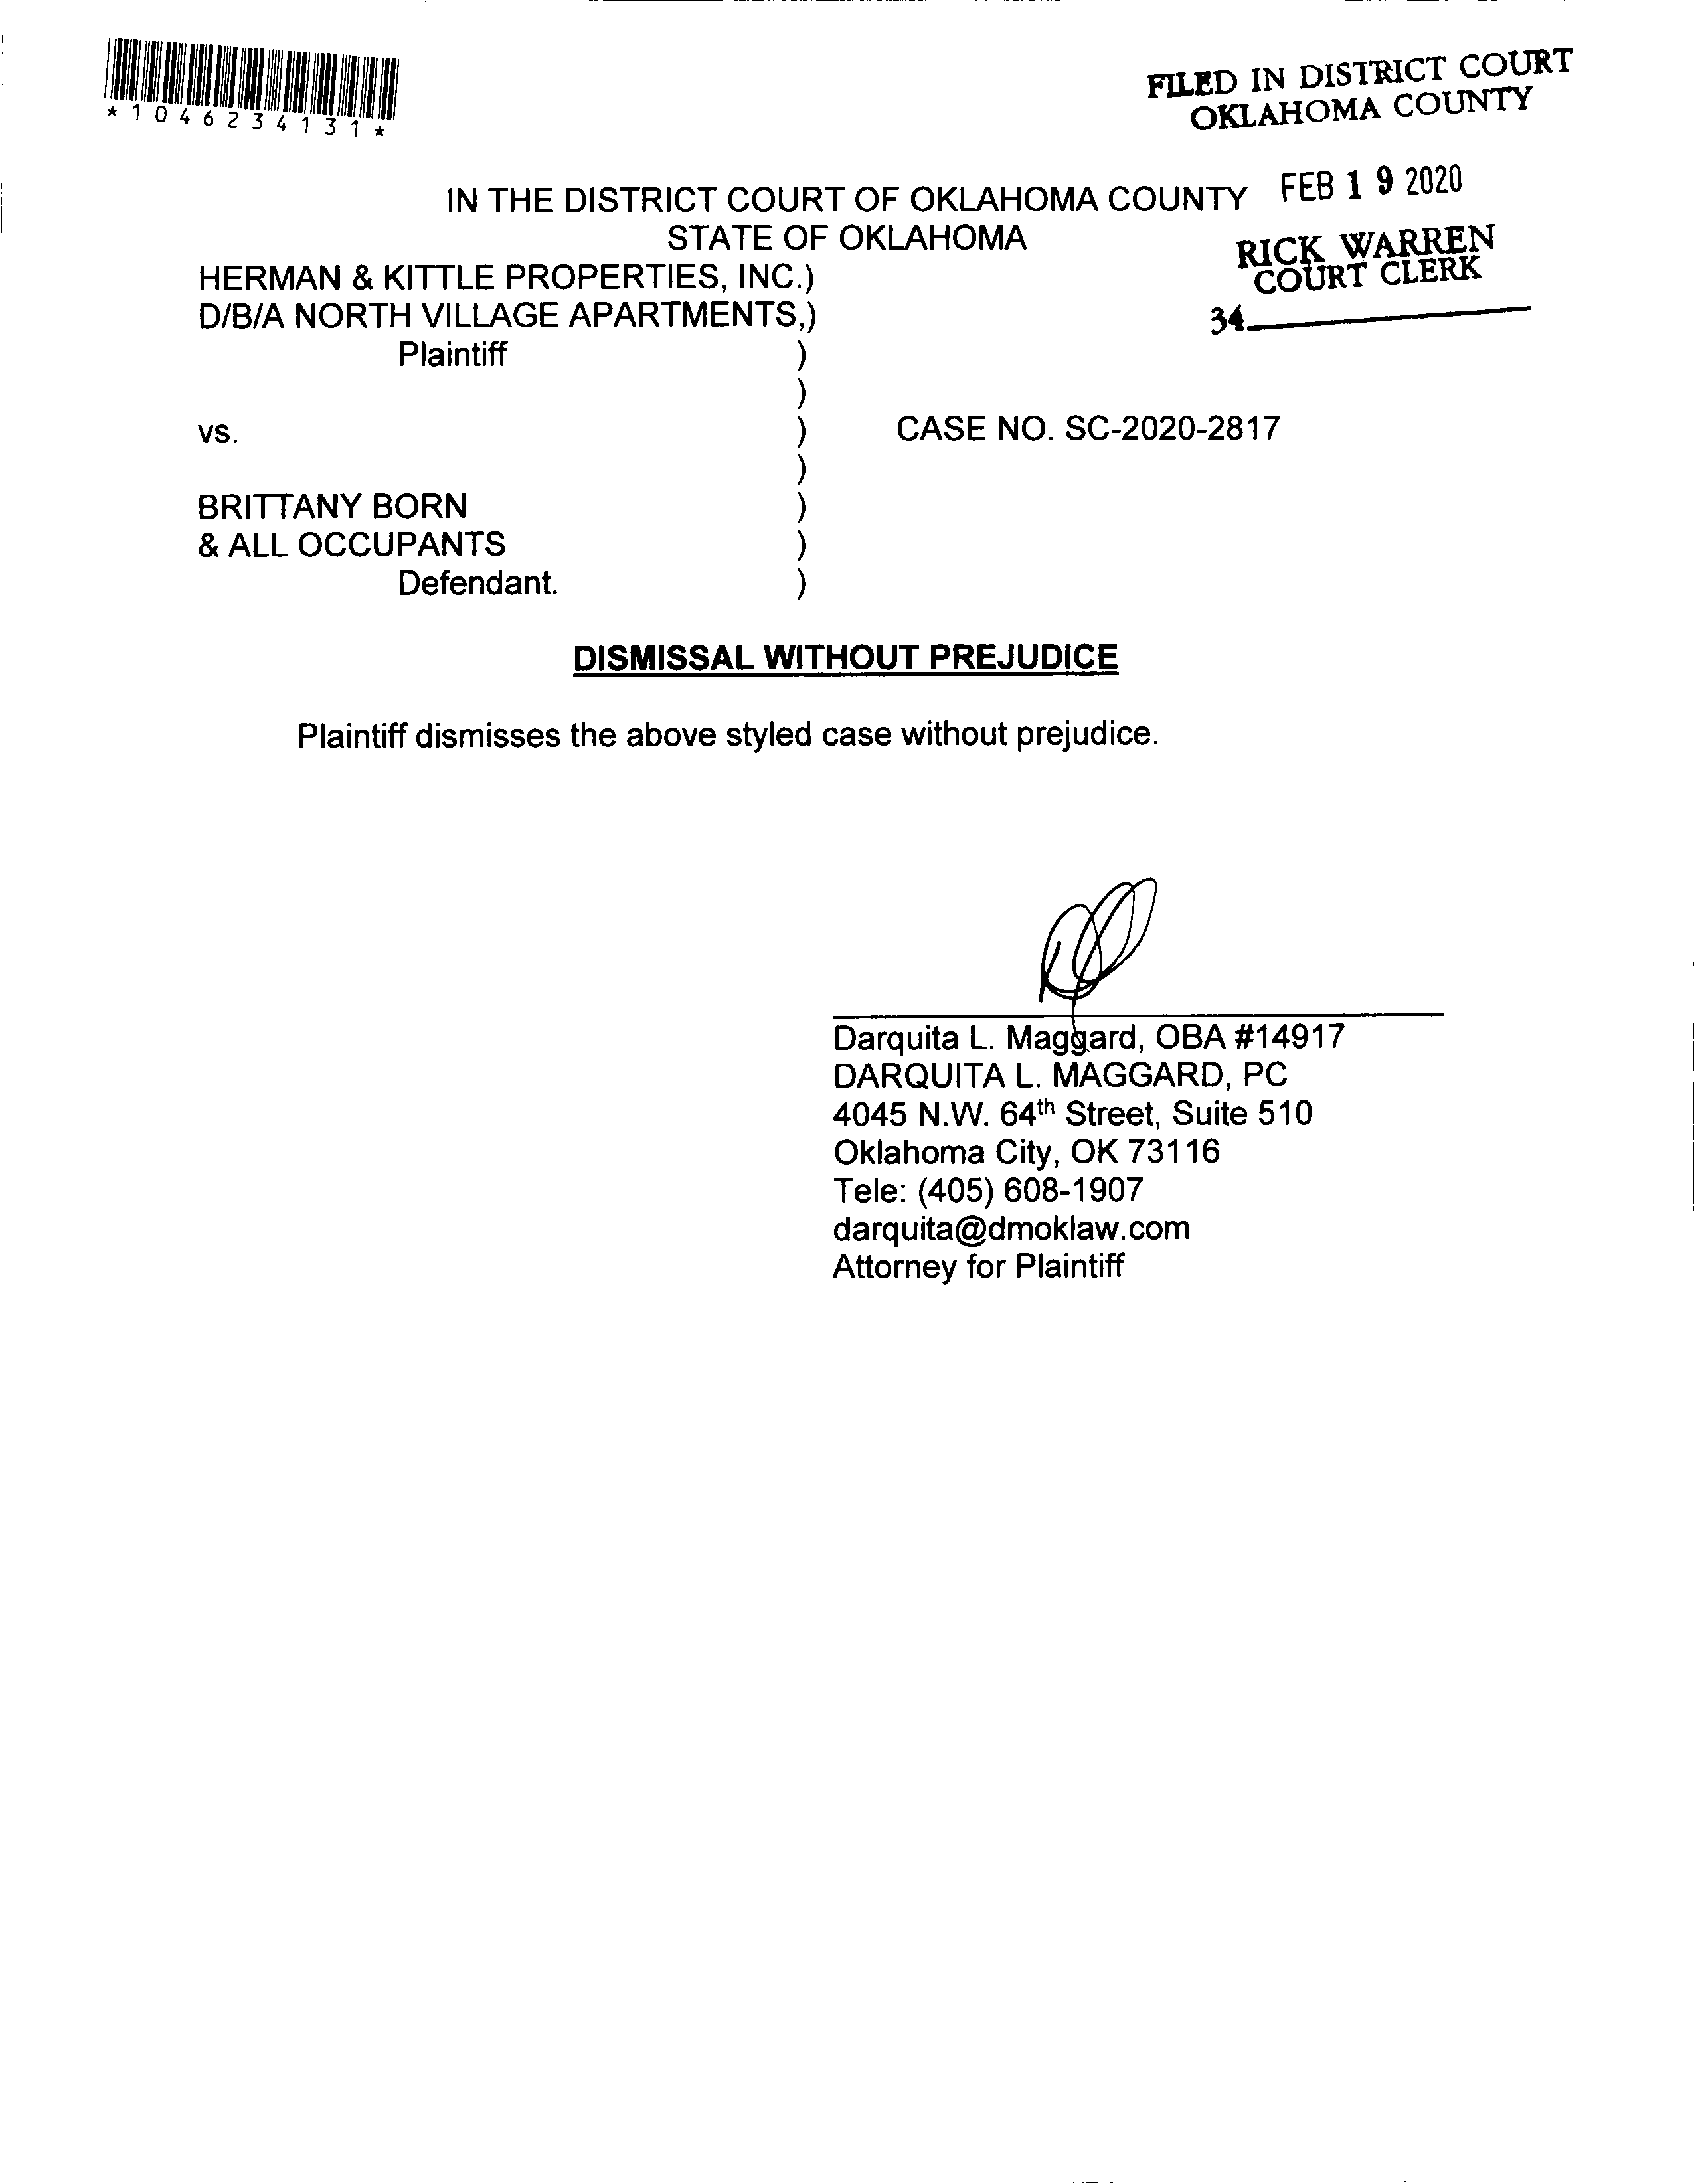 *1046234131*
FILED IN DISTRICT COURT
OKLAHOMA COUNTY
FEB 19 2020
RICK WARREN
COURT CLERK
34
IN THE DISTRICT COURT OF OKLAHOMA COUNTY
STATE OF OKLAHOMA
HERMAN & KITTLE PROPERTIES, INC.)
D/B/A NORTH VILLAGE APARTMENTS,)
Plaintiff )
)
vs. ) CASE NO. SC-2020-2817
)
BRITTANY BORN )
& ALL OCCUPANTS )
Defendant. )
DISMISSAL WITHOUT PREJUDICE
Plaintiff dismisses the above styled case without prejudice.
Darquita L. Maggard, OBA #14917
DARQUITA L. MAGGARD, PC
4045 N.W. 64th Street, Suite 510
Oklahoma City, OK 73116
Tele: (405) 608-1907
darquita@dmoklaw.com
Attorney for Plaintiff